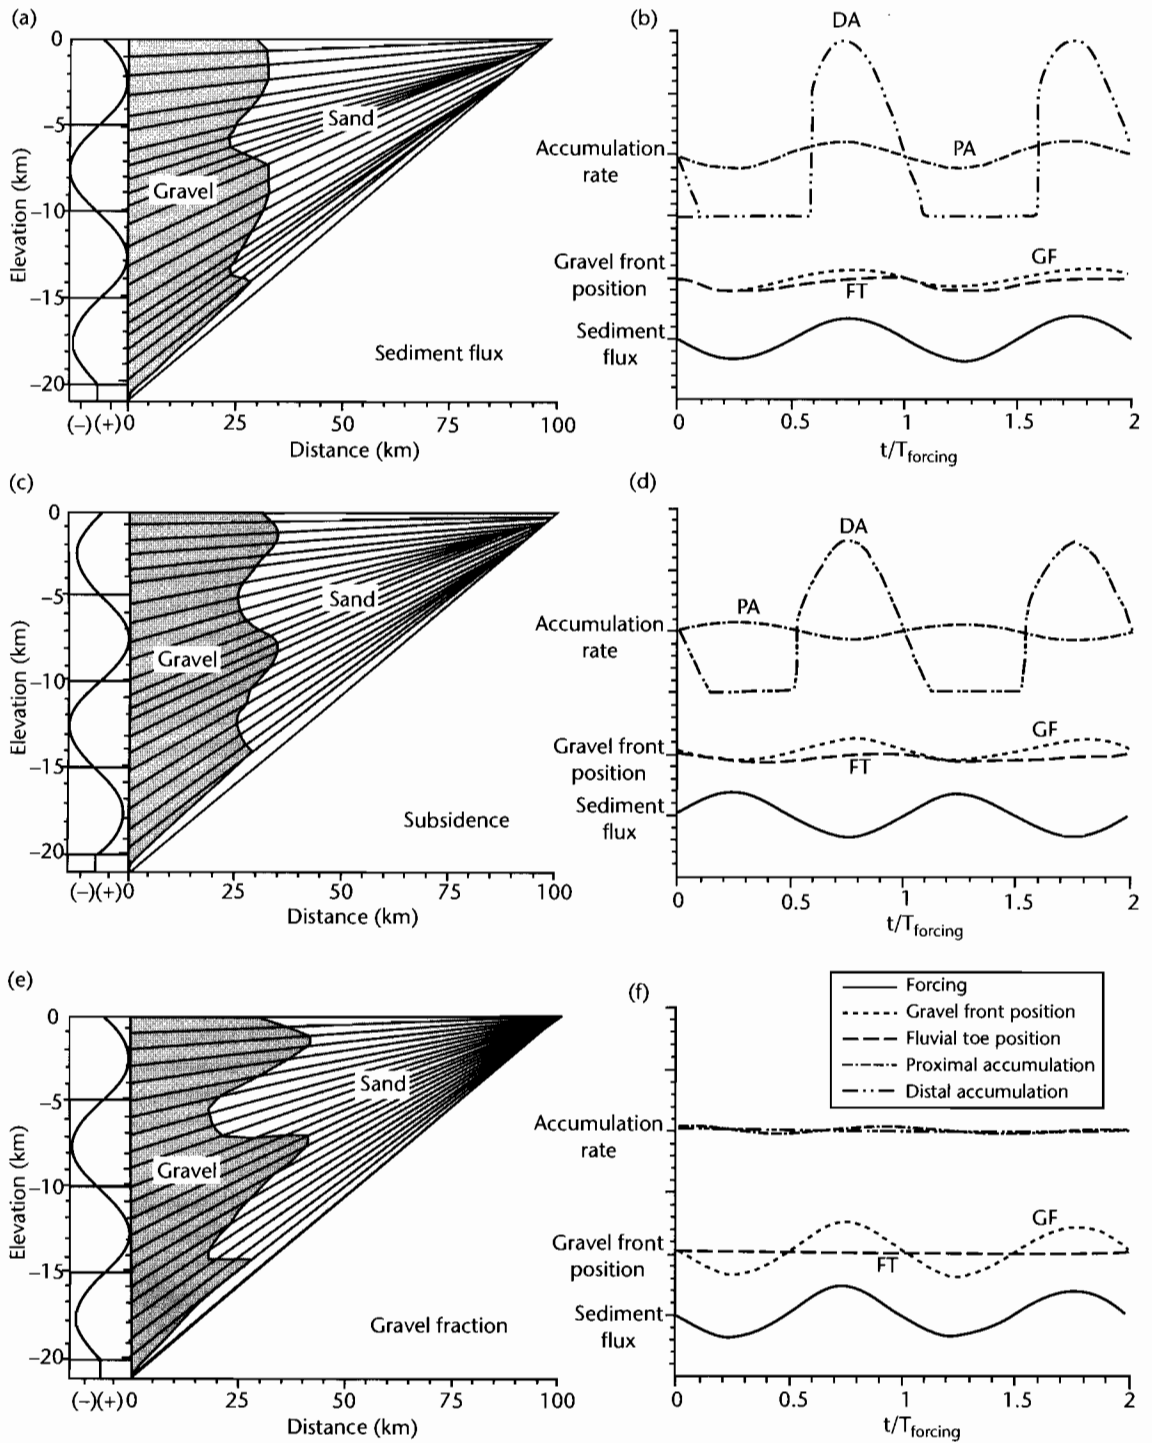 (a)
0
−5
−10
−15
−20
Elevation (km)
Gravel
Sand
Sediment flux
(−)(+)0 25 50 75 100
Distance (km)
(b)
DA
PA
Accumulation
rate
Gravel front
position
GF
FT
Sediment
flux
0 0.5 1 1.5 2
t/Tforcing
(c)
0
−5
−10
−15
−20
Elevation (km)
Gravel
Sand
Subsidence
(−)(+)0 25 50 75 100
Distance (km)
(d)
DA
PA
Accumulation
rate
Gravel front
position
GF
FT
Sediment
flux
0 0.5 1 1.5 2
t/Tforcing
(e)
0
−5
−10
−15
−20
Elevation (km)
Gravel
Sand
Gravel fraction
(−)(+)0 25 50 75 100
Distance (km)
(f)
Forcing
Gravel front position
Fluvial toe position
Proximal accumulation
Distal accumulation
Accumulation
rate
Gravel front
position
GF
FT
Sediment
flux
0 0.5 1 1.5 2
t/Tforcing